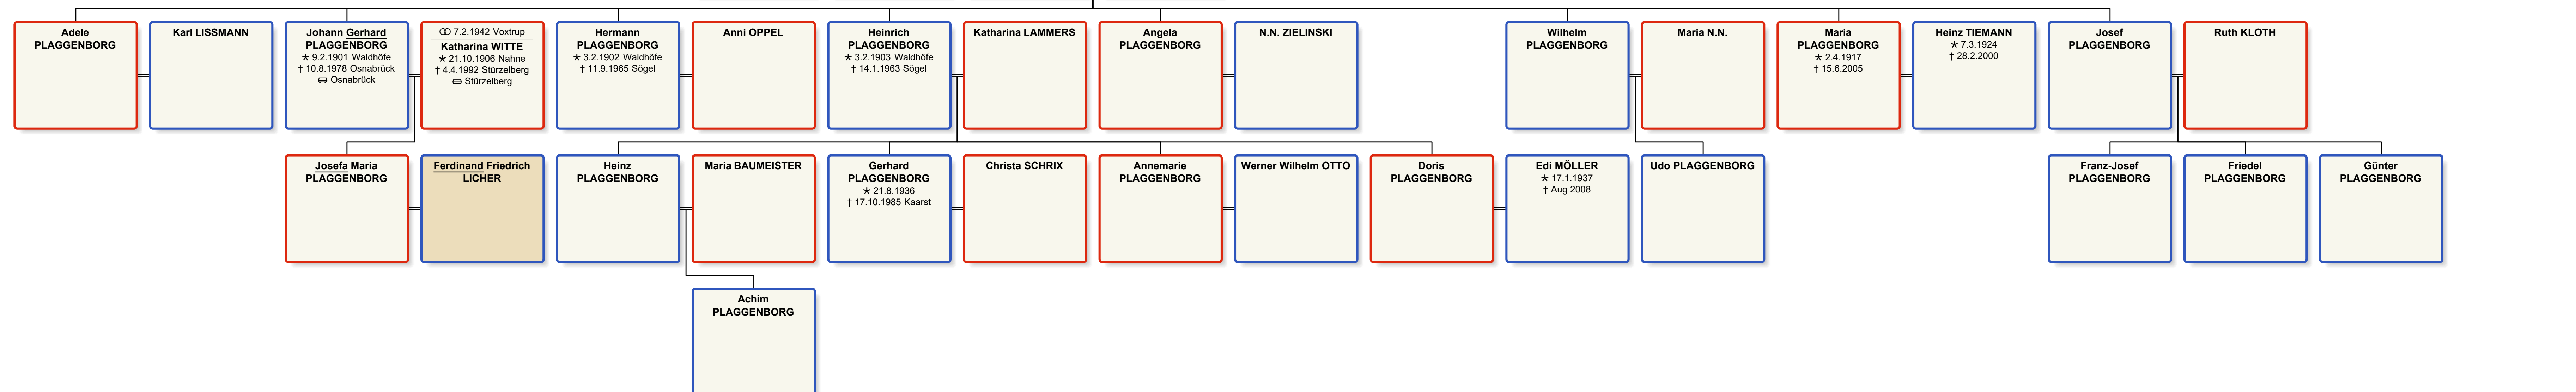 Adele
PLAGGENBORG
Karl LISSMANN
Johann Gerhard
PLAGGENBORG
★ 9.2.1901 Waldhöfe
† 10.8.1978 Osnabrück
⚰ Osnabrück
⚭ 7.2.1942 Voxtrup
Katharina WITTE
★ 21.10.1906 Nahne
† 4.4.1992 Stürzelberg
⚰ Stürzelberg
Hermann
PLAGGENBORG
★ 3.2.1902 Waldhöfe
† 11.9.1965 Sögel
Anni OPPEL
Heinrich
PLAGGENBORG
★ 3.2.1903 Waldhöfe
† 14.1.1963 Sögel
Katharina LAMMERS
Angela
PLAGGENBORG
N.N. ZIELINSKI
Wilhelm
PLAGGENBORG
Maria N.N.
Maria
PLAGGENBORG
★ 2.4.1917
† 15.6.2005
Heinz TIEMANN
★ 7.3.1924
† 28.2.2000
Josef
PLAGGENBORG
Ruth KLOTH
Josefa Maria
PLAGGENBORG
Ferdinand Friedrich
LICHER
Heinz
PLAGGENBORG
Maria BAUMEISTER
Gerhard
PLAGGENBORG
★ 21.8.1936
† 17.10.1985 Kaarst
Christa SCHRIX
Annemarie
PLAGGENBORG
Werner Wilhelm OTTO
Doris
PLAGGENBORG
Edi MÖLLER
★ 17.1.1937
† Aug 2008
Udo PLAGGENBORG
Franz-Josef
PLAGGENBORG
Friedel
PLAGGENBORG
Günter
PLAGGENBORG
Achim
PLAGGENBORG